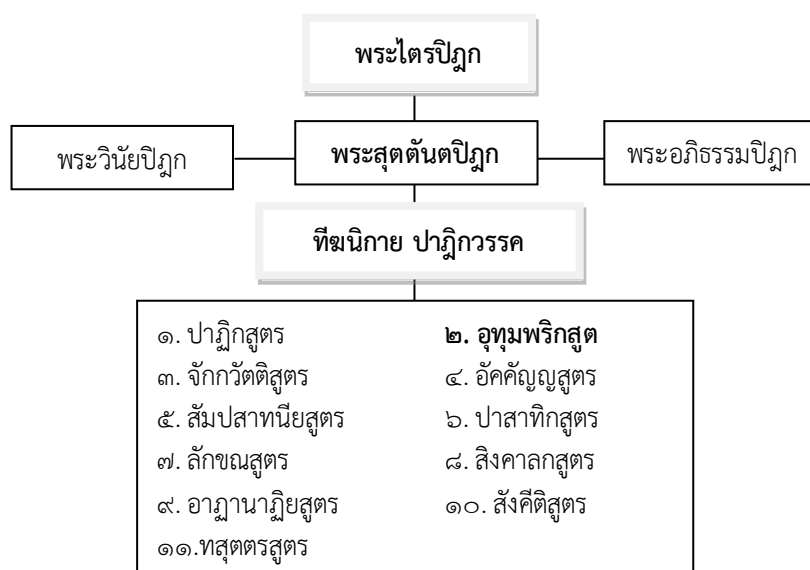 พระไตรปิฎก
พระวินัยปิฎก
พระสุตตันตปิฎก
พระอภิธรรมปิฎก
ทีฆนิกาย ปาฎิกวรรค
๑. ปาฏิกสูตร
๒. อุทุมพริกสูต
๓. จักกวัตติสูตร
๔. อัคคัญญสูตร
๕. สัมปสาทนียสูตร
๖. ปาสาทิกสูตร
๗. ลักขณสูตร
๘. สิงคาลกสูตร
๙. อาฏานาฏิยสูตร
๑๐. สังคีติสูตร
๑๑.ทสุตตรสูตร